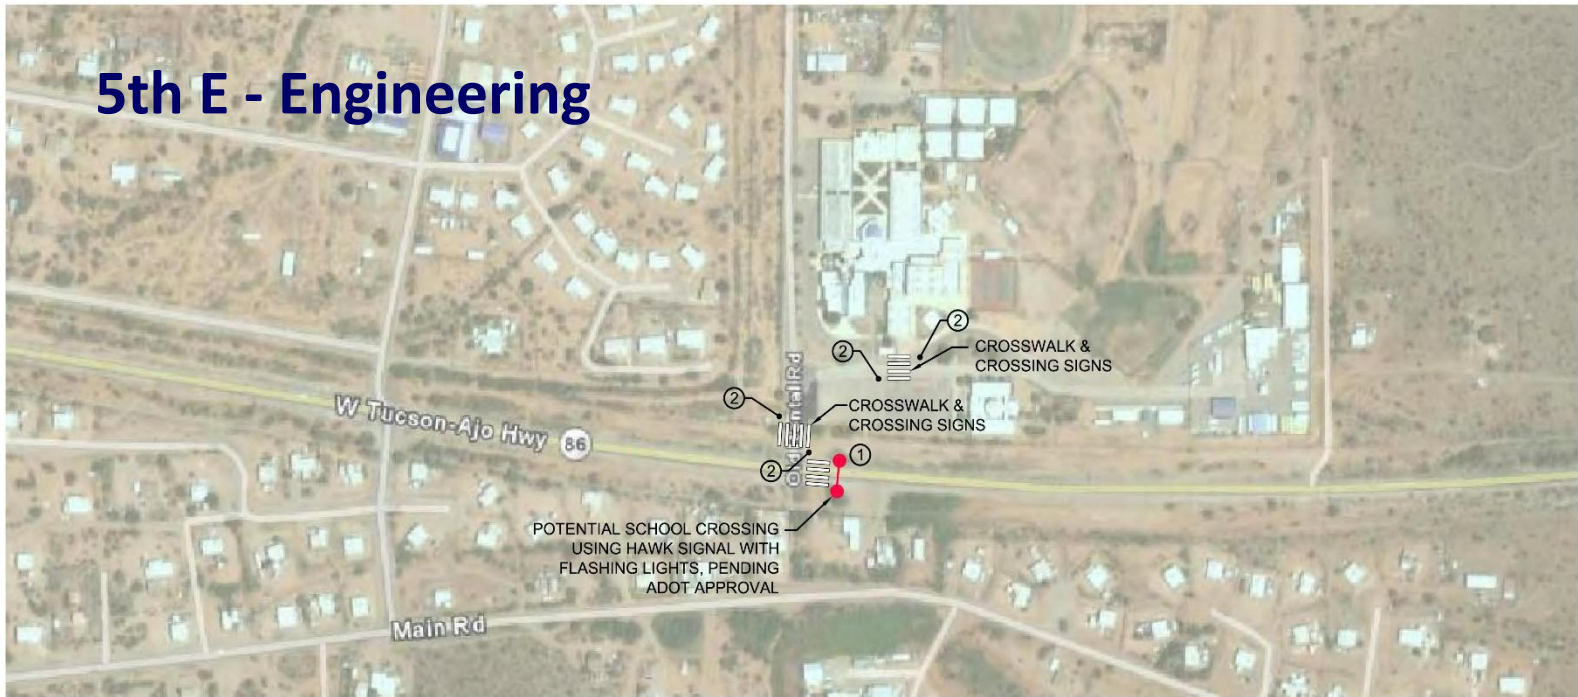 5th E - Engineering
2
2
CROSSWALK &
CROSSING SIGNS
2
CROSSWALK &
CROSSING SIGNS
W Tucson-Ajo Hwy 86
1
2
POTENTIAL SCHOOL CROSSING
USING HAWK SIGNAL WITH
FLASHING LIGHTS, PENDING
ADOT APPROVAL
Main Rd